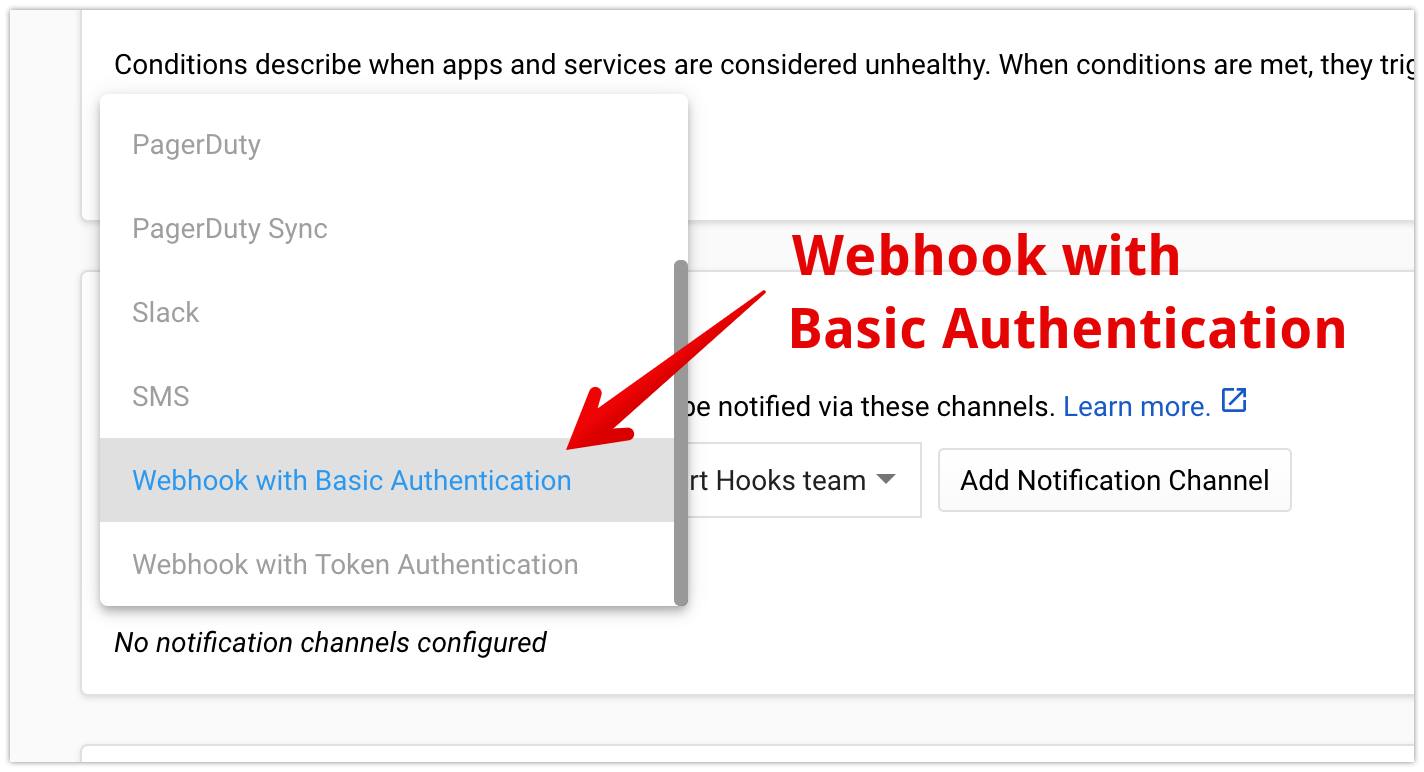 Conditions describe when apps and services are considered unhealthy. When conditions are met, they
PagerDuty
PagerDuty Sync
Webhook with
Basic Authentication
Slack
SMS
be notified via these channels. Learn more.
Webhook with Basic Authentication
Hooks team
Add Notification Channel
Webhook with Token Authentication
No notification channels configured